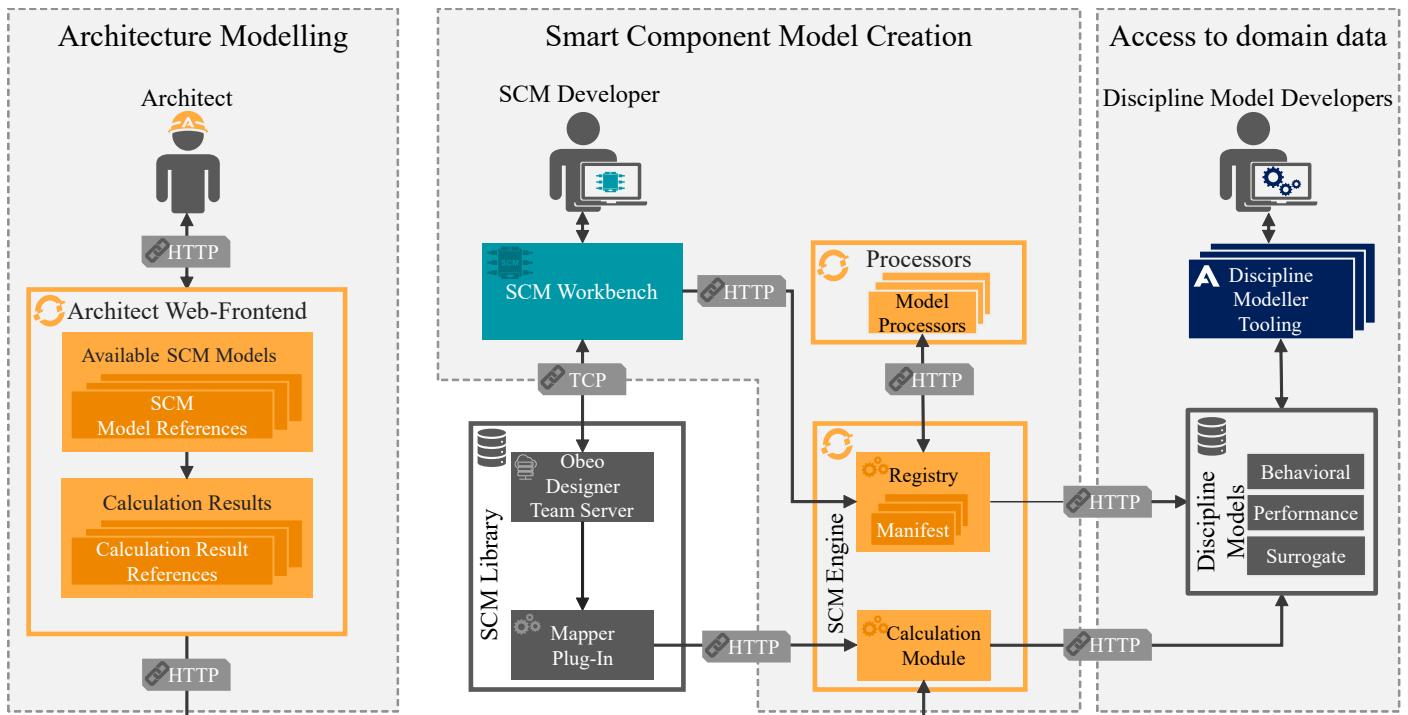 Architecture Modelling
Architect
HTTP
Architect Web-Frontend
Available SCM Models
SCM
Model References
Calculation Results
Calculation Result
References
HTTP
Smart Component Model Creation
SCM Developer
SCM
SCM Workbench
HTTP
Processors
Model
Processors
TCP
HTTP
SCM Library
Obeo
Designer
Team Server
Mapper
Plug-In
HTTP
SCM Engine
Registry
Manifest
Calculation
Module
HTTP
HTTP
Access to domain data
Discipline Model Developers
Discipline
Modeller
Tooling
Discipline
Models
Behavioral
Performance
Surrogate